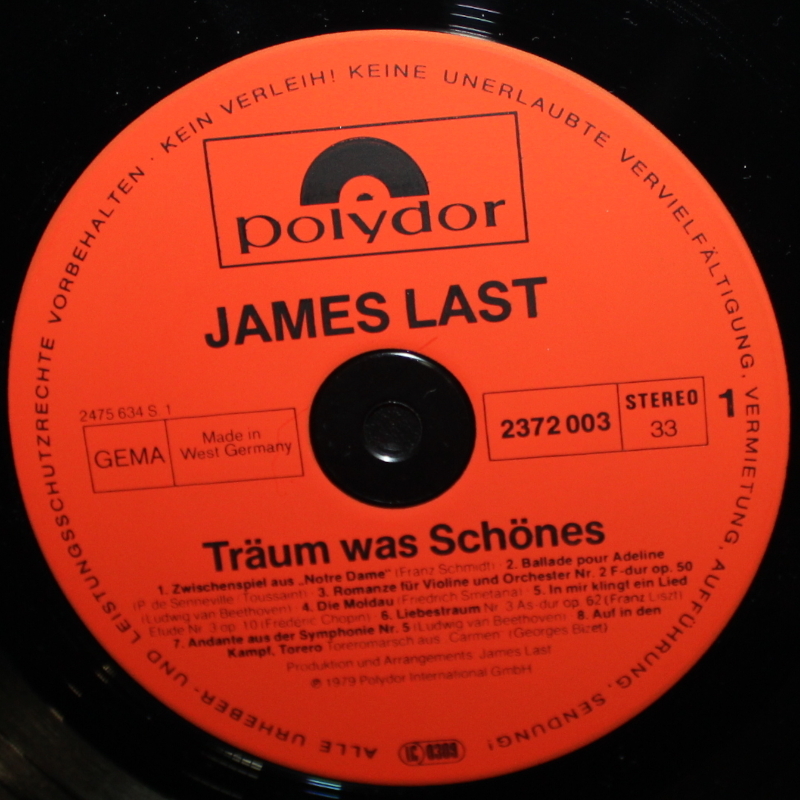 ALLE URHEBER- UND LEISTUNGSSCHUTZRECHTE VORBEHALTEN · KEIN VERLEIH! KEINE UNERLAUBTE VERVIELFÄLTIGUNG, VERMIETUNG, AUFFÜHRUNG, SENDUNG!
polydor
JAMES LAST
2475 634 S 1
GEMA
Made in
West Germany
2372 003
STEREO
33
1
Träum was Schönes
1. Zwischenspiel aus „Notre Dame" (Franz Schmidt) · 2. Ballade pour Adeline
(P. de Senneville/Toussaint) · 3. Romanze für Violine und Orchester Nr. 2 F-dur op. 50
(Ludwig van Beethoven) · 4. Die Moldau (Friedrich Smetana) · 5. In mir klingt ein Lied
Etude Nr. 3 op. 10 (Frédéric Chopin) · 6. Liebestraum Nr. 3 As-dur op. 62 (Franz Liszt)
7. Andante aus der Symphonie Nr. 5 (Ludwig van Beethoven) · 8. Auf in den
Kampf, Torero Toreromarsch aus „Carmen" (Georges Bizet)
Produktion und Arrangements: James Last
℗ 1979 Polydor International GmbH
LC 0309